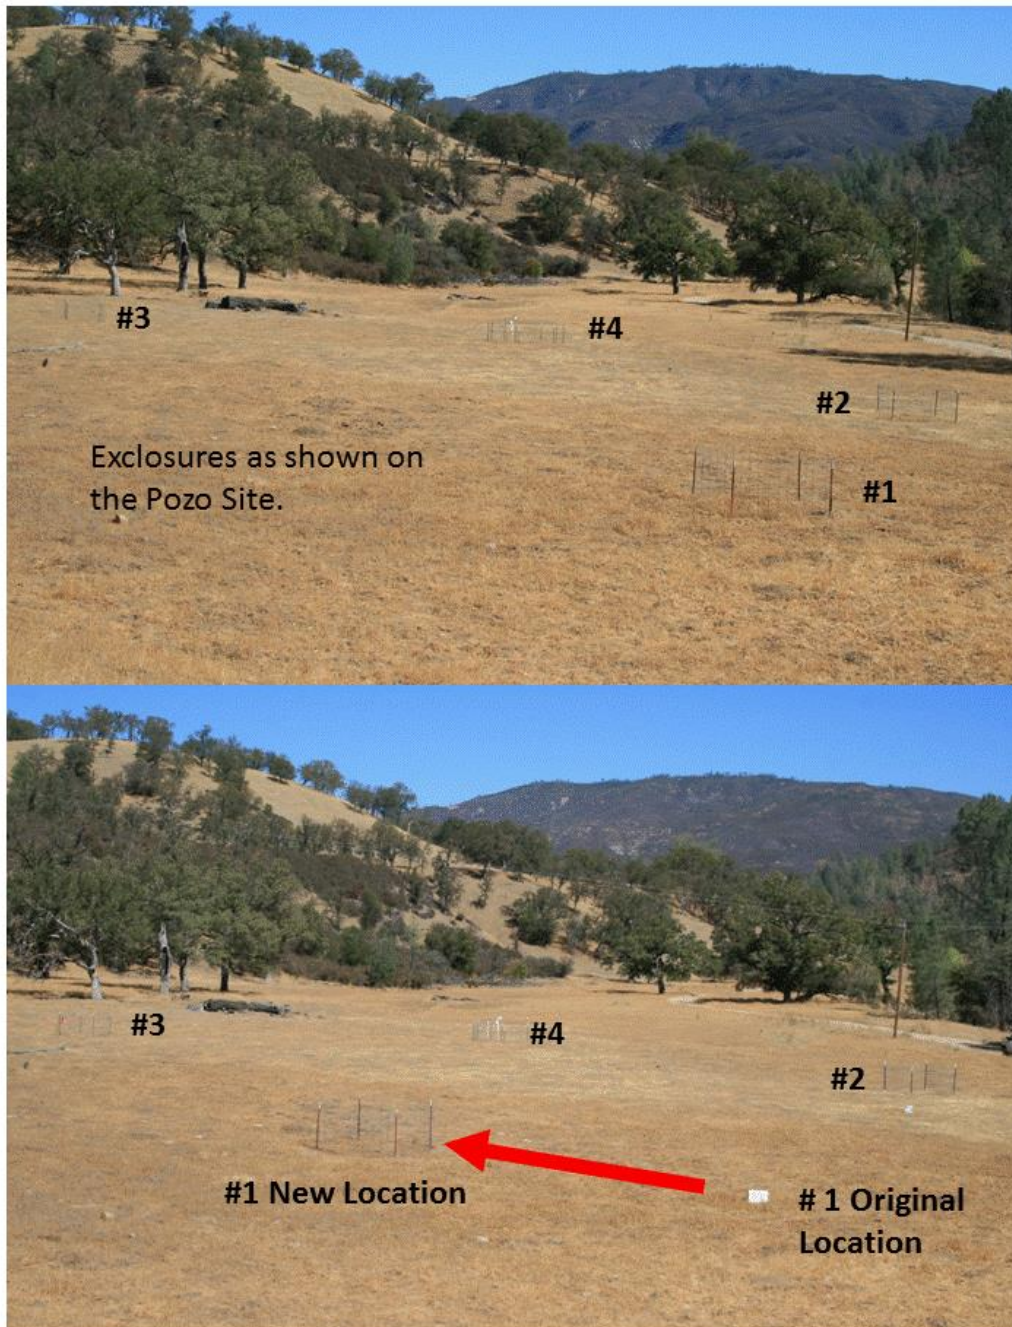 #3
#4
#2
Exclosures as shown on
the Pozo Site.
#1
#3
#4
#2
#1 New Location
# 1 Original
Location